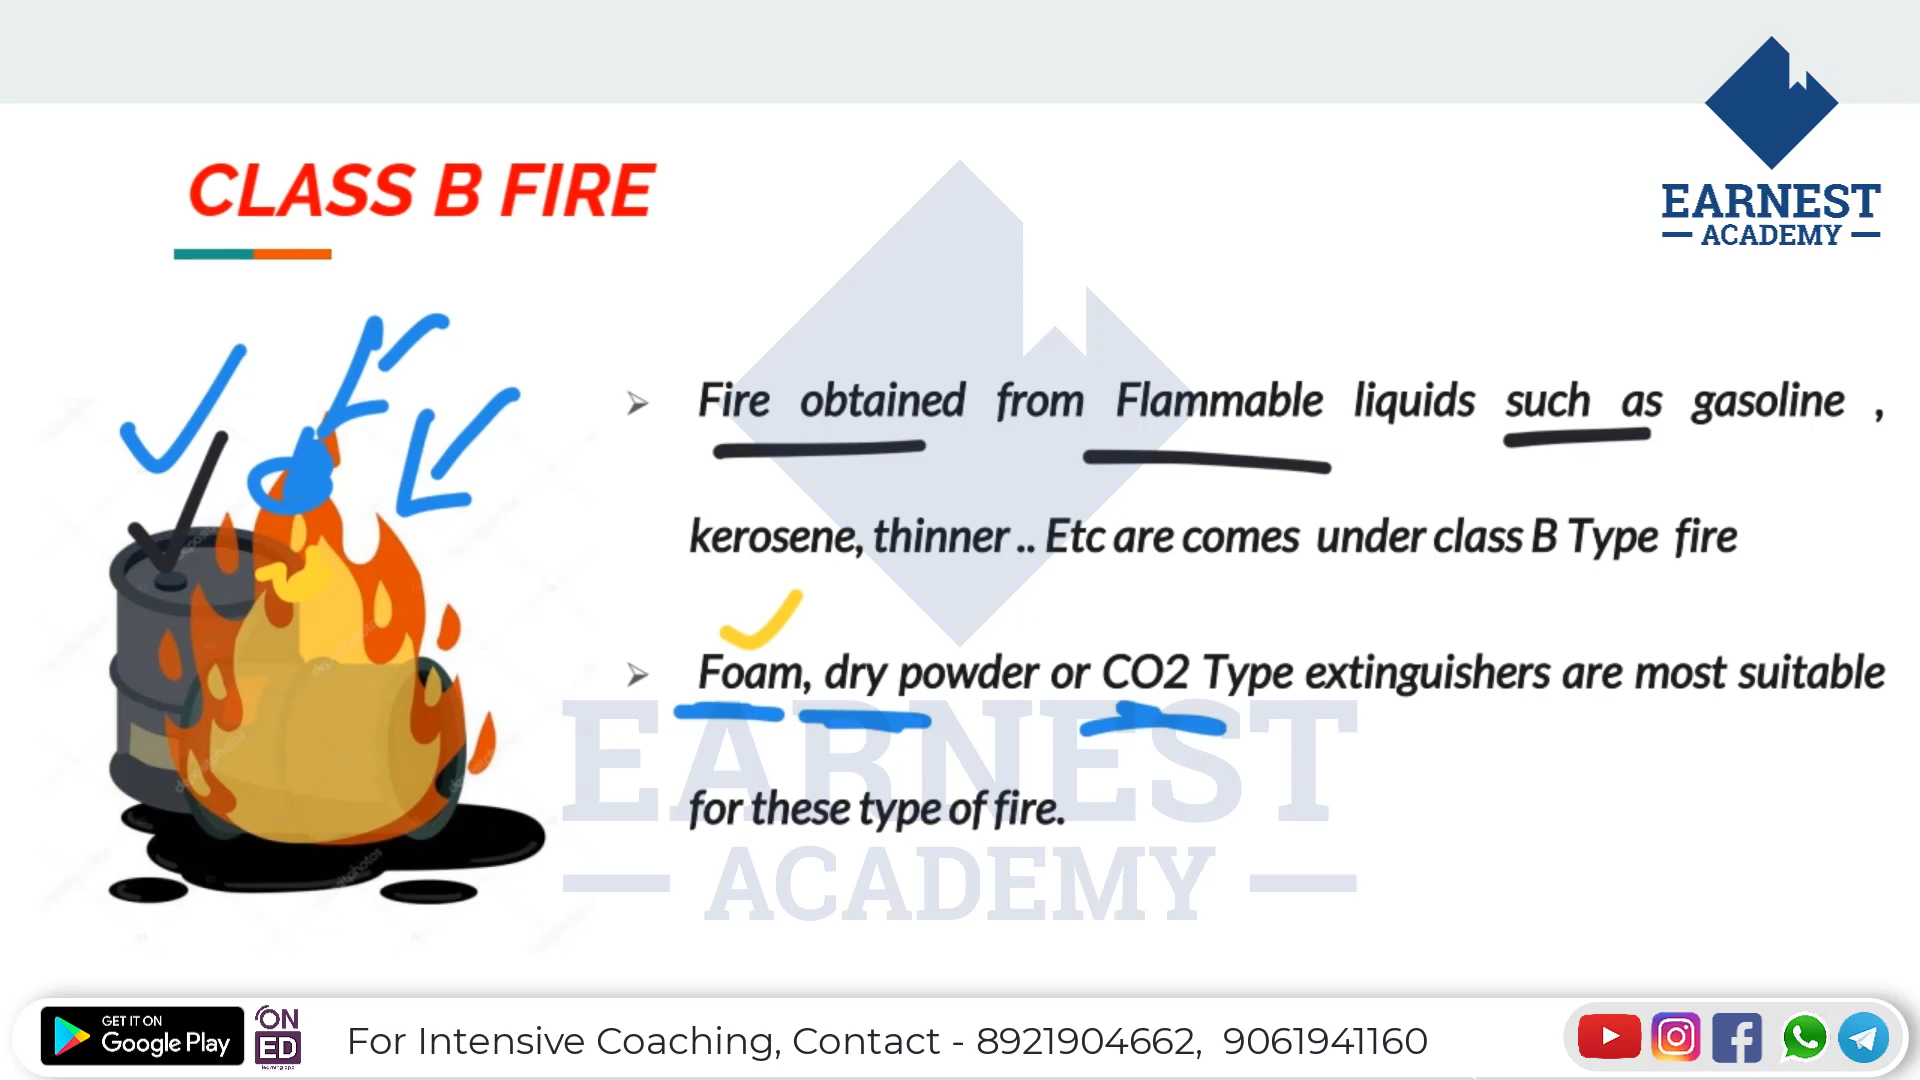 EARNEST
ACADEMY
CLASS B FIRE
Fire obtained from Flammable liquids such as gasoline ,
kerosene, thinner .. Etc are comes under class B Type fire
Foam, dry powder or CO2 Type extinguishers are most suitable
for these type of fire.
EARNEST
ACADEMY
GET IT ON
Google Play
ON
ED
For Intensive Coaching, Contact - 8921904662, 9061941160